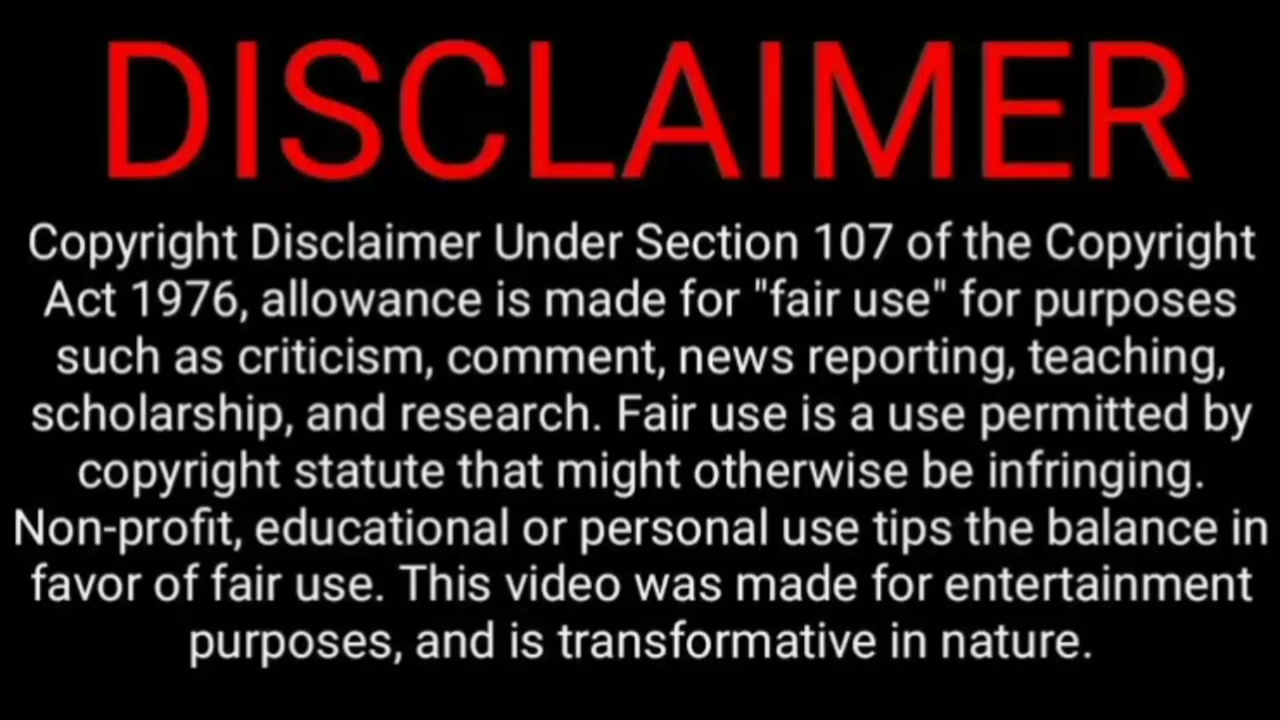 DISCLAIMER
Copyright Disclaimer Under Section 107 of the Copyright
Act 1976, allowance is made for "fair use" for purposes
such as criticism, comment, news reporting, teaching,
scholarship, and research. Fair use is a use permitted by
copyright statute that might otherwise be infringing.
Non-profit, educational or personal use tips the balance in
favor of fair use. This video was made for entertainment
purposes, and is transformative in nature.